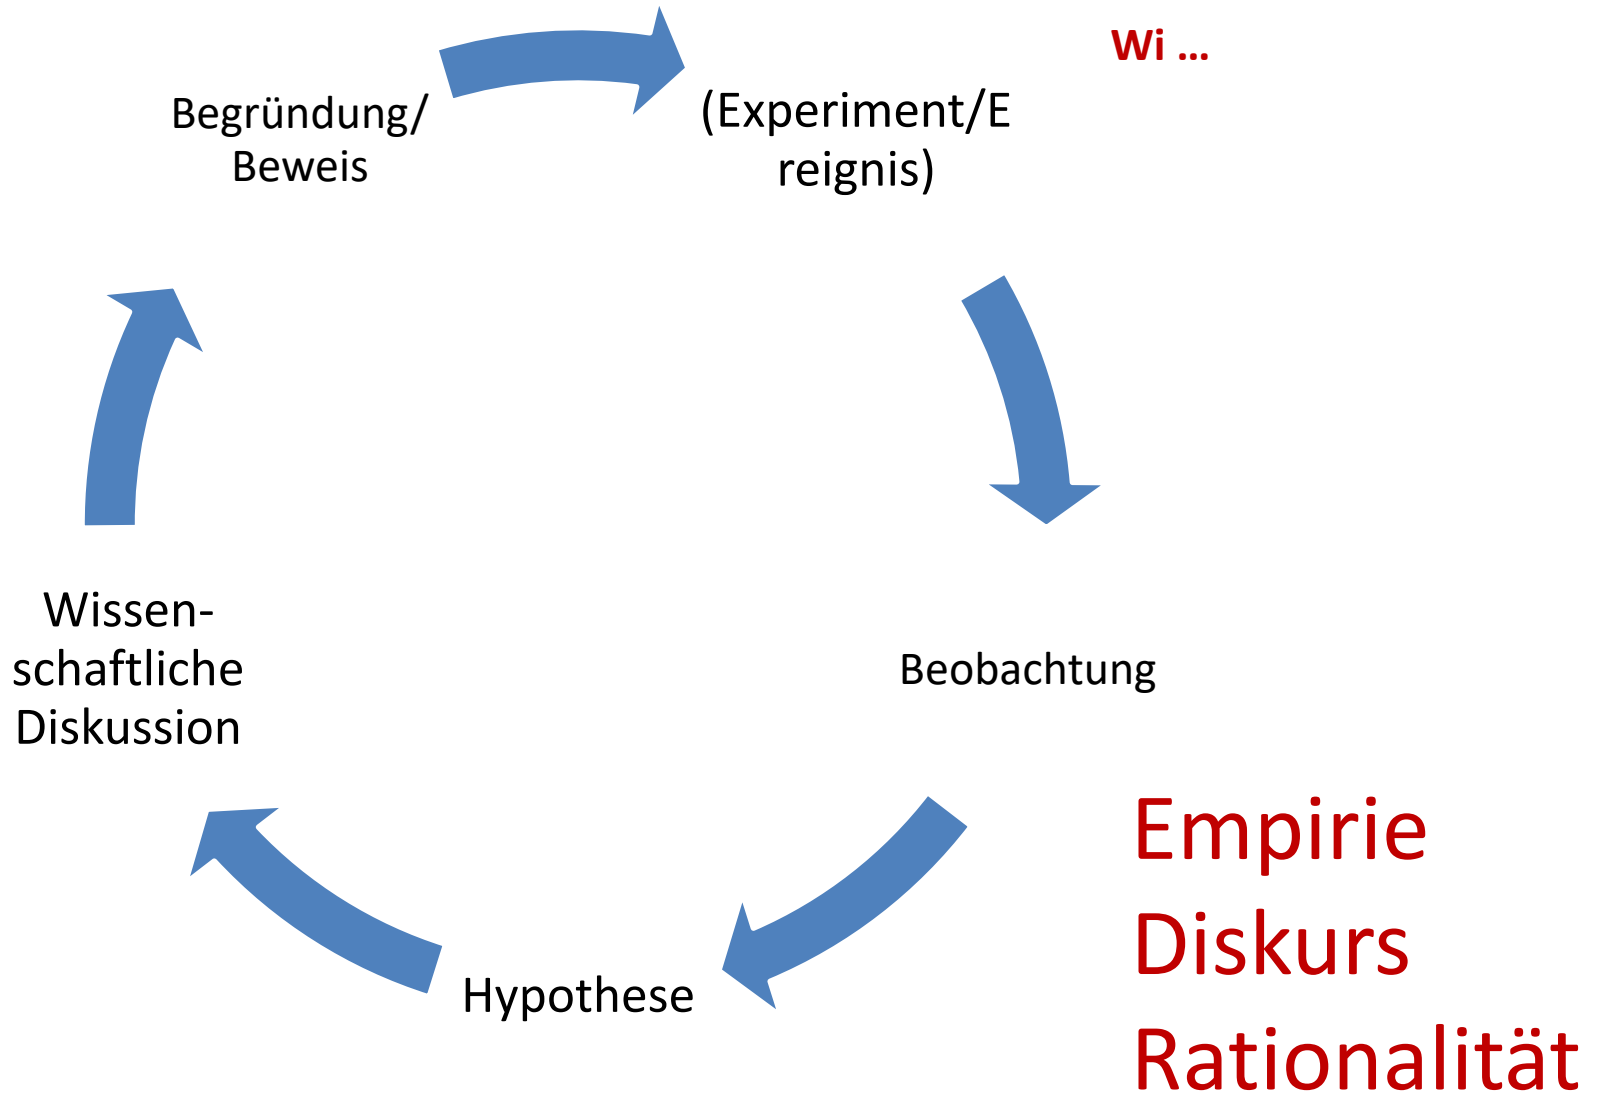 Wi ...
Begründung/
Beweis
(Experiment/E
reignis)
Wissen-
schaftliche
Diskussion
Beobachtung
Hypothese
Empirie
Diskurs
Rationalität